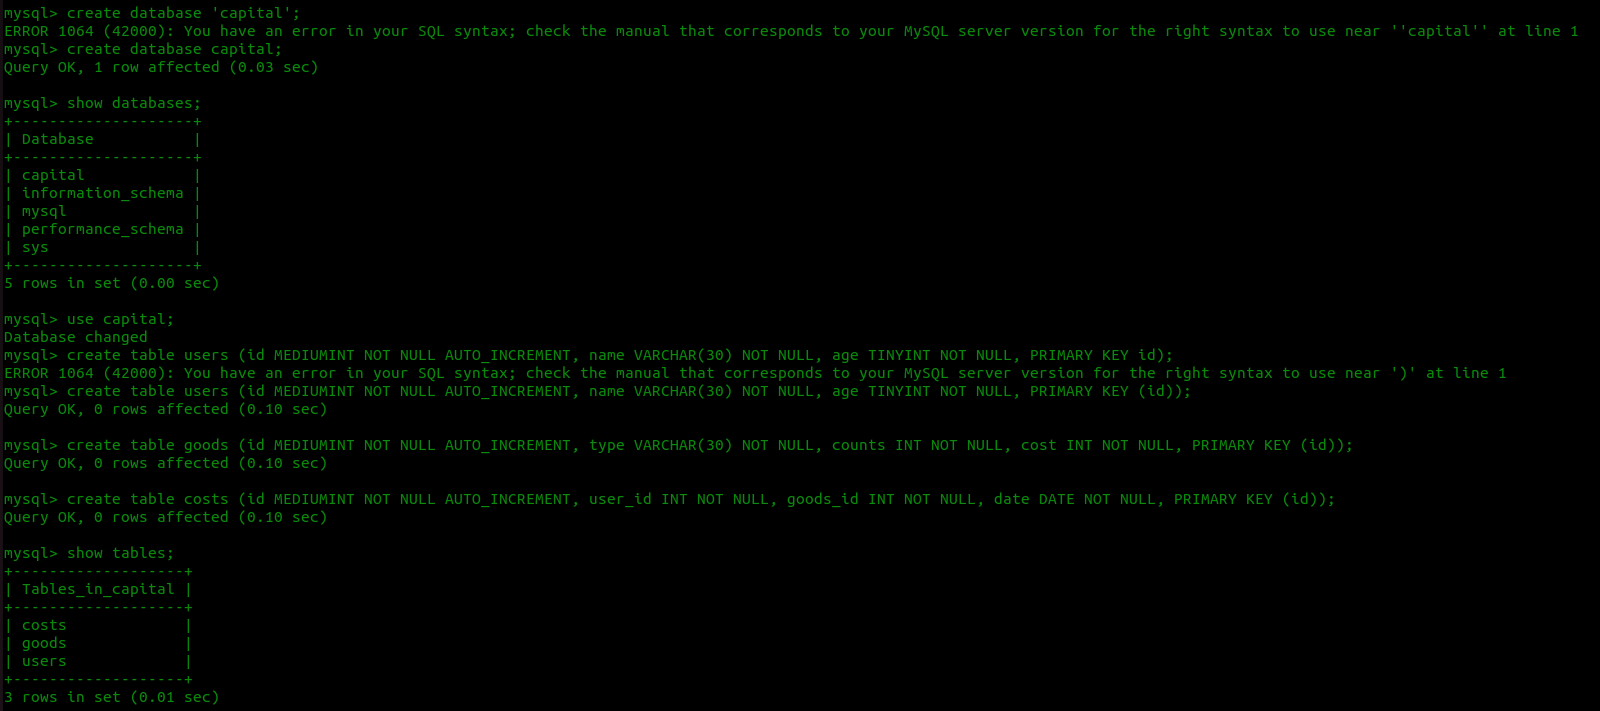 mysql> create database 'capital';
ERROR 1064 (42000): You have an error in your SQL syntax; check the manual that corresponds to your MySQL server version for the right syntax to use near ''capital'' at line 1
mysql> create database capital;
Query OK, 1 row affected (0.03 sec)

mysql> show databases;
+--------------------+
| Database           |
+--------------------+
| capital            |
| information_schema |
| mysql              |
| performance_schema |
| sys                |
+--------------------+
5 rows in set (0.00 sec)

mysql> use capital;
Database changed
mysql> create table users (id MEDIUMINT NOT NULL AUTO_INCREMENT, name VARCHAR(30) NOT NULL, age TINYINT NOT NULL, PRIMARY KEY id);
ERROR 1064 (42000): You have an error in your SQL syntax; check the manual that corresponds to your MySQL server version for the right syntax to use near ')' at line 1
mysql> create table users (id MEDIUMINT NOT NULL AUTO_INCREMENT, name VARCHAR(30) NOT NULL, age TINYINT NOT NULL, PRIMARY KEY (id));
Query OK, 0 rows affected (0.10 sec)

mysql> create table goods (id MEDIUMINT NOT NULL AUTO_INCREMENT, type VARCHAR(30) NOT NULL, counts INT NOT NULL, cost INT NOT NULL, PRIMARY KEY (id));
Query OK, 0 rows affected (0.10 sec)

mysql> create table costs (id MEDIUMINT NOT NULL AUTO_INCREMENT, user_id INT NOT NULL, goods_id INT NOT NULL, date DATE NOT NULL, PRIMARY KEY (id));
Query OK, 0 rows affected (0.10 sec)

mysql> show tables;
+-------------------+
| Tables_in_capital |
+-------------------+
| costs             |
| goods             |
| users             |
+-------------------+
3 rows in set (0.01 sec)